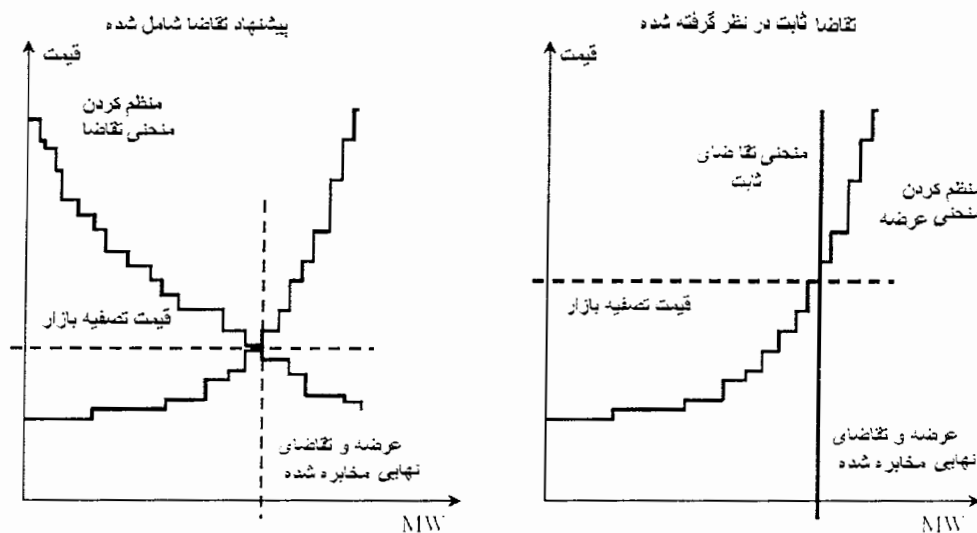 تقاضا ثابت در نظر گرفته شده
قیمت
منحنی تقاضای
ثابت
منظم کردن
منحنی عرضه
قیمت تصفیه بازار
عرضه و تقاضای
نهایی مخابره شده
MW
پیشنهاد تقاضا شامل شده
قیمت
منظم کردن
منحنی تقاضا
قیمت تصفیه بازار
عرضه و تقاضای
نهایی مخابره شده
MW